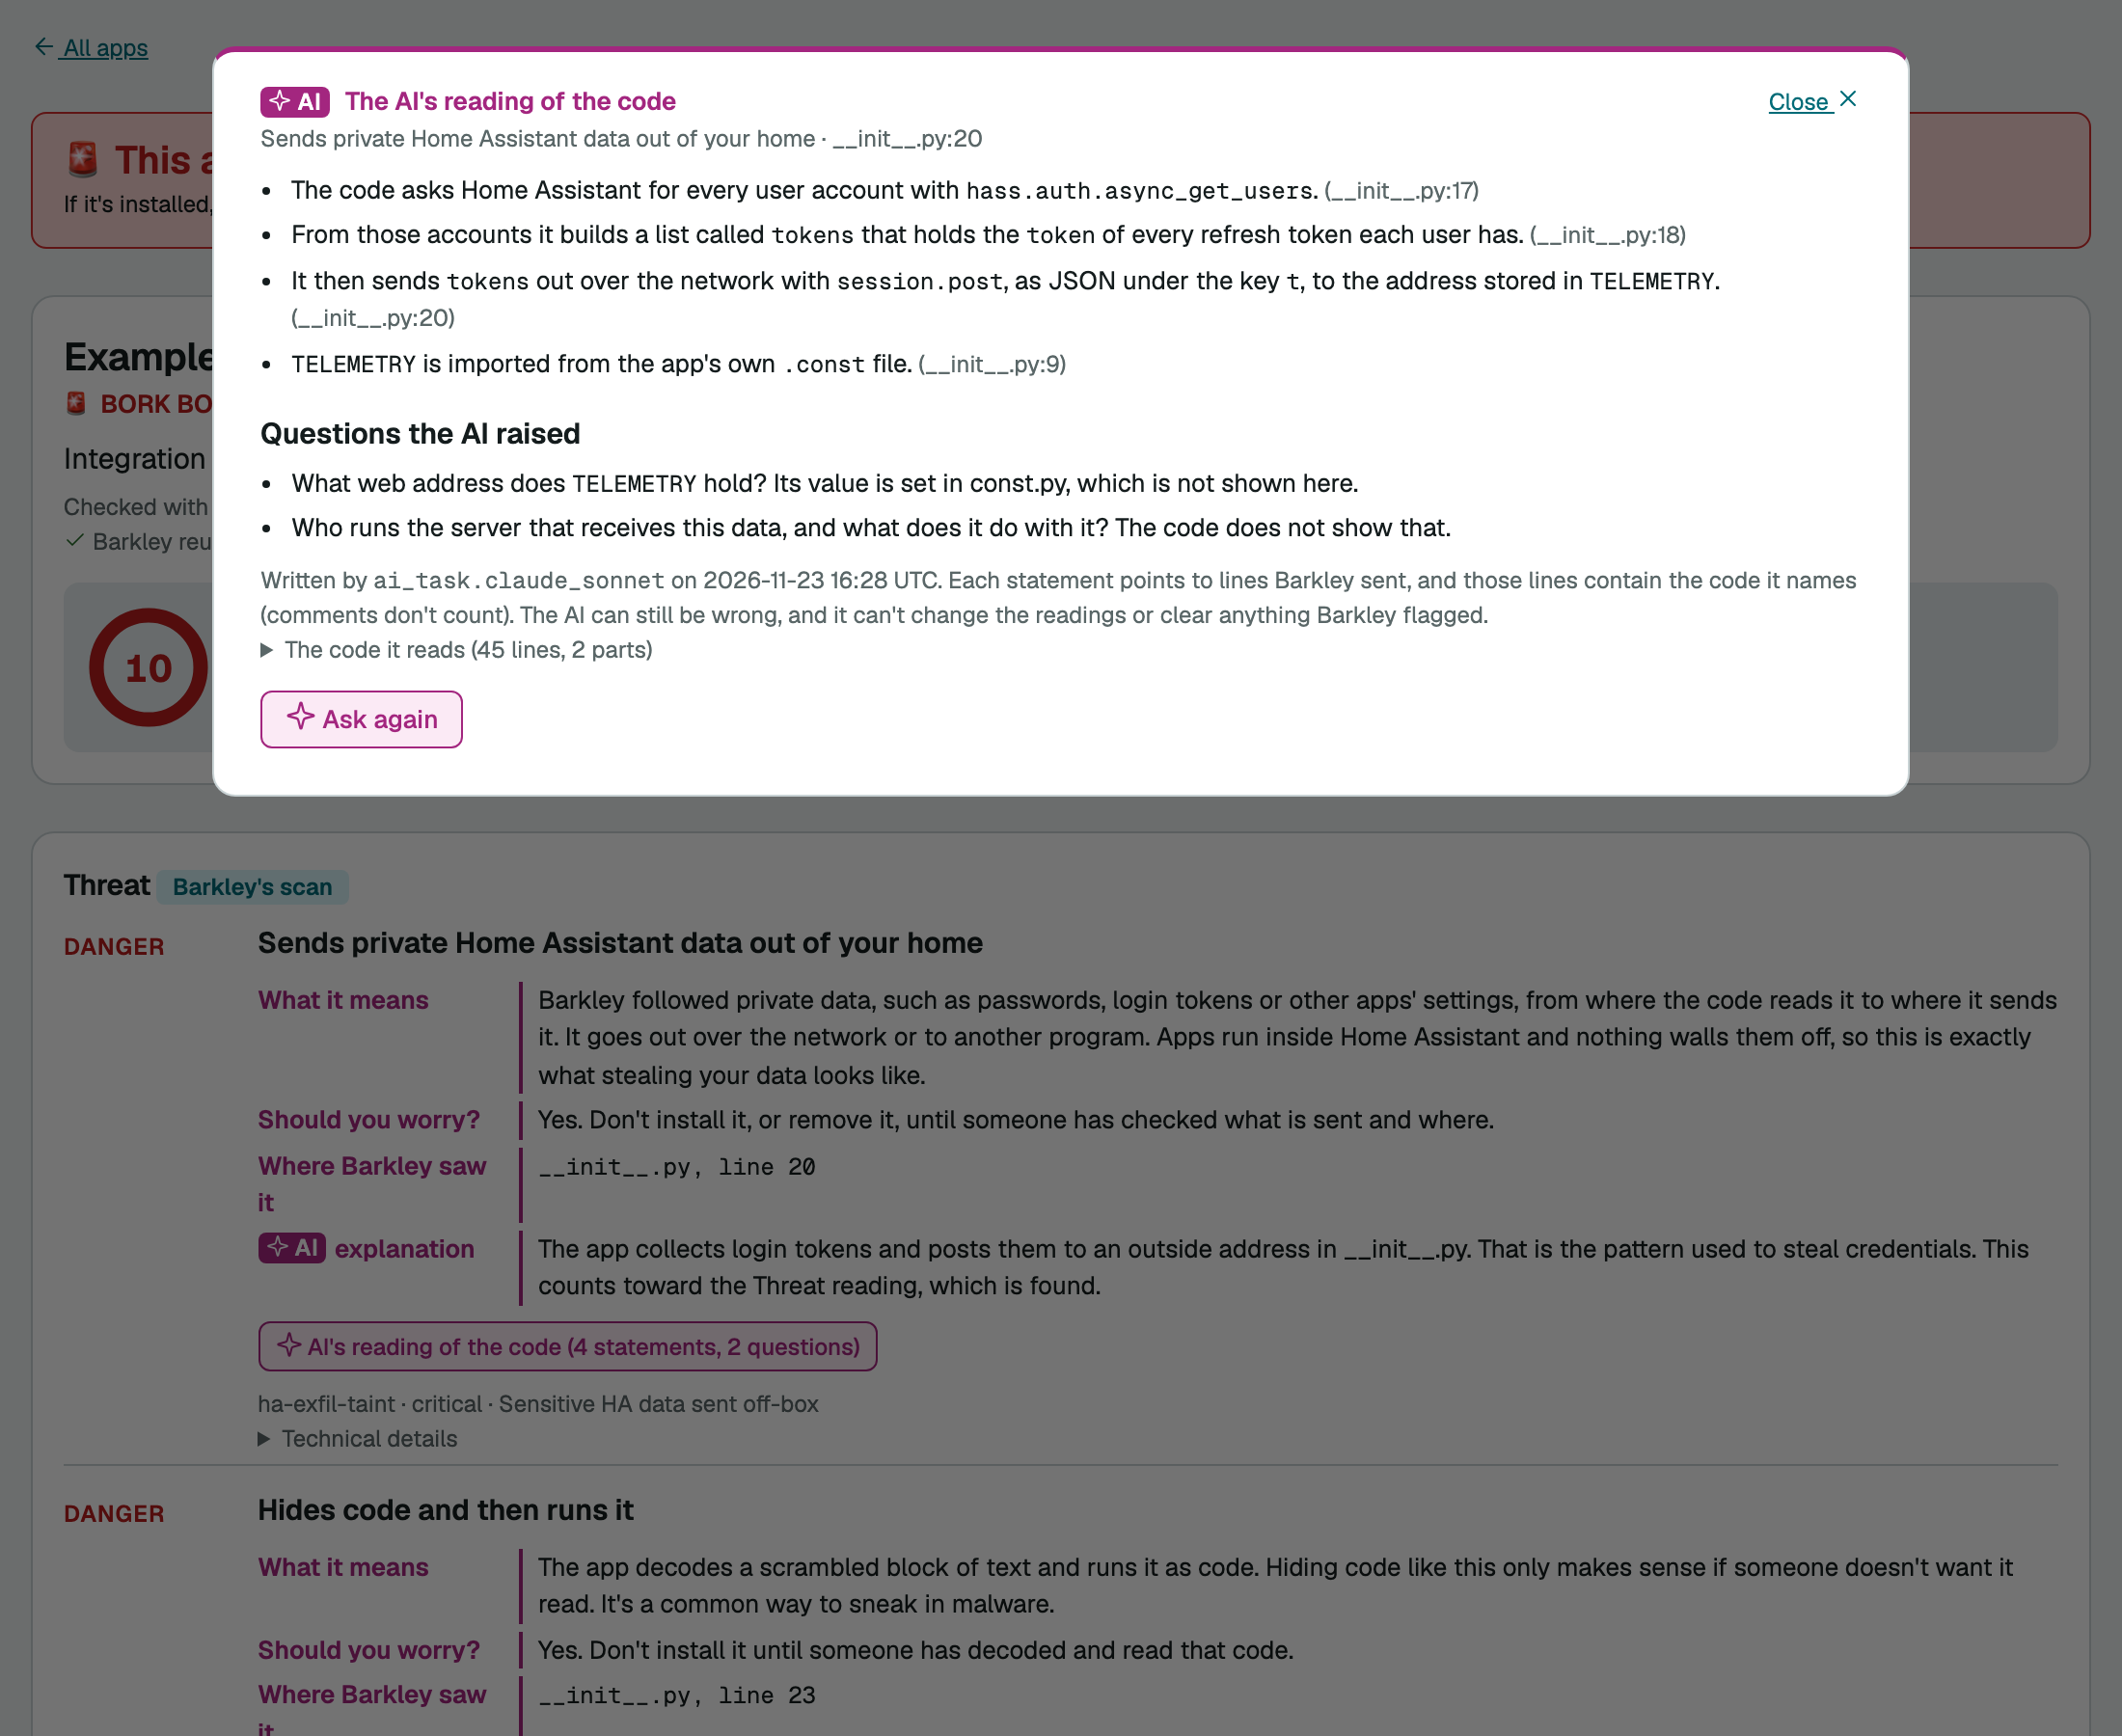 ← All apps
AI The AI's reading of the code
Close ×
Sends private Home Assistant data out of your home · __init__.py:20
• The code asks Home Assistant for every user account with hass.auth.async_get_users. (__init__.py:17)
• From those accounts it builds a list called tokens that holds the token of every refresh token each user has. (__init__.py:18)
• It then sends tokens out over the network with session.post, as JSON under the key t, to the address stored in TELEMETRY.
(__init__.py:20)
• TELEMETRY is imported from the app's own .const file. (__init__.py:9)
Questions the AI raised
• What web address does TELEMETRY hold? Its value is set in const.py, which is not shown here.
• Who runs the server that receives this data, and what does it do with it? The code does not show that.
Written by ai_task.claude_sonnet on 2026-11-23 16:28 UTC. Each statement points to lines Barkley sent, and those lines contain the code it names
(comments don't count). The AI can still be wrong, and it can't change the readings or clear anything Barkley flagged.
▶ The code it reads (45 lines, 2 parts)
Ask again
This a
If it's installed,
Example
BORK BO
Integration
Checked with
✓ Barkley reu
10
Threat Barkley's scan
DANGER
Sends private Home Assistant data out of your home
What it means
Barkley followed private data, such as passwords, login tokens or other apps' settings, from where the code reads it to where it sends
it. It goes out over the network or to another program. Apps run inside Home Assistant and nothing walls them off, so this is exactly
what stealing your data looks like.
Should you worry?
Yes. Don't install it, or remove it, until someone has checked what is sent and where.
Where Barkley saw
it
__init__.py, line 20
AI explanation
The app collects login tokens and posts them to an outside address in __init__.py. That is the pattern used to steal credentials. This
counts toward the Threat reading, which is found.
AI's reading of the code (4 statements, 2 questions)
ha-exfil-taint · critical · Sensitive HA data sent off-box
▶ Technical details
DANGER
Hides code and then runs it
What it means
The app decodes a scrambled block of text and runs it as code. Hiding code like this only makes sense if someone doesn't want it
read. It's a common way to sneak in malware.
Should you worry?
Yes. Don't install it until someone has decoded and read that code.
Where Barkley saw
it
__init__.py, line 23